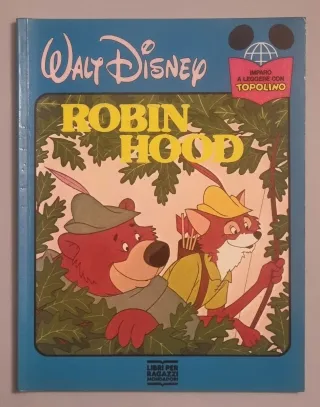 WALT DISNEY
IMPARO
A LEGGERE CON
TOPOLINO
ROBIN
HOOD
LIBRI PER
RAGAZZI
MONDADORI